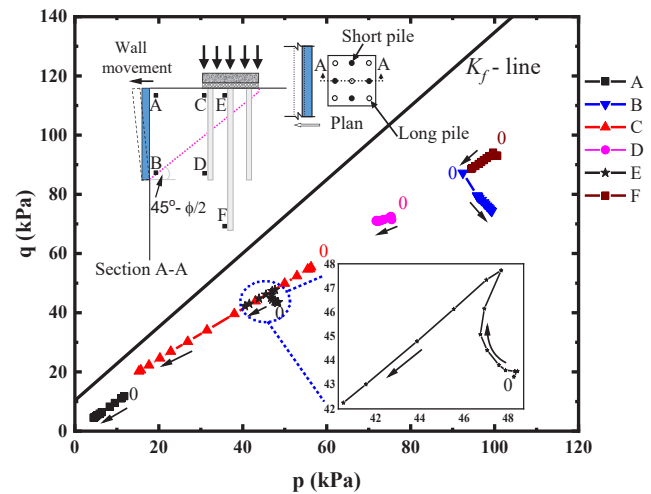 140
120
100
80
60
40
20
0
0
20
40
60
80
100
120
q (kPa)
p (kPa)
Wall
movement
A
B
C
D
E
F
45°- ϕ/2
Section A-A
Short pile
A
A
Long pile
Plan
K_f - line
0
0
0
0
0
0
48
47
46
45
44
43
42
42
44
46
48
0
A
B
C
D
E
F